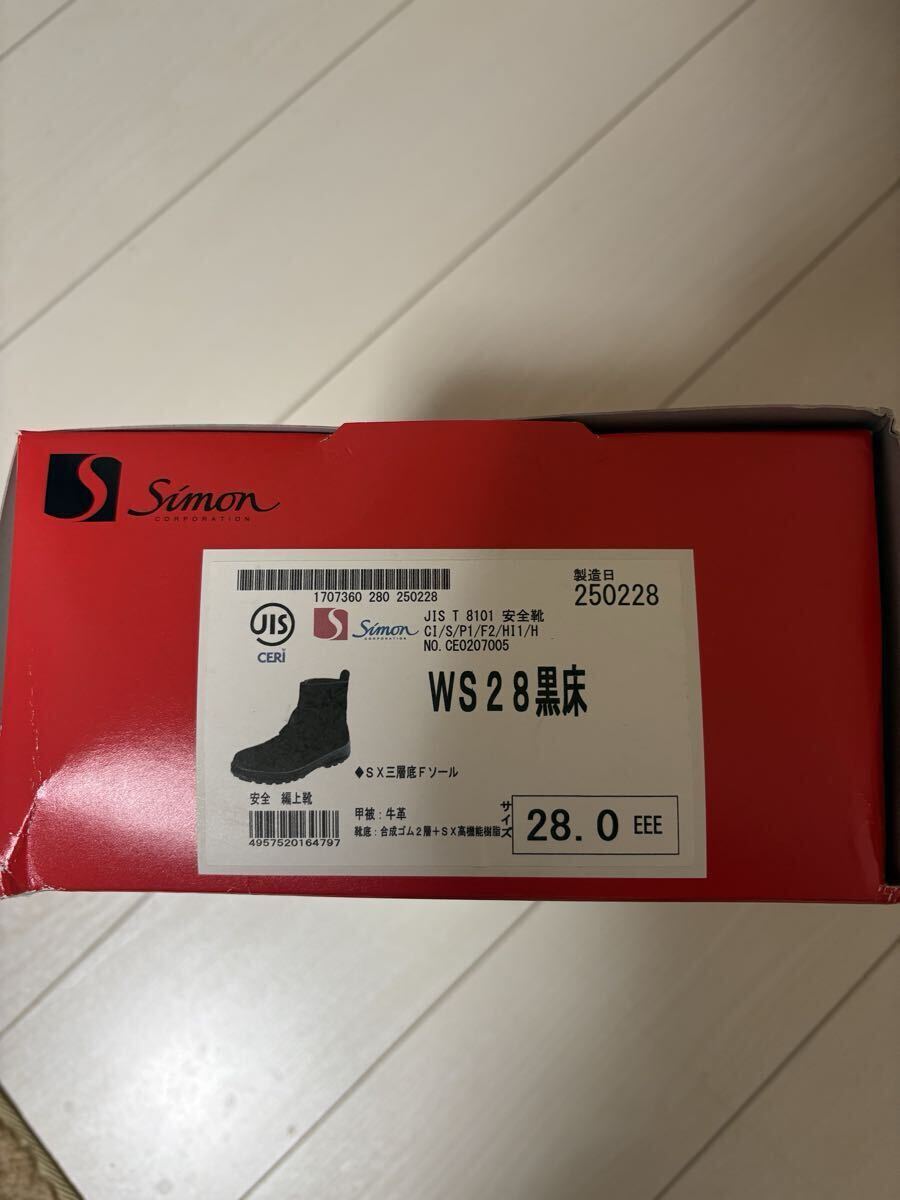 Simon
CORPORATION
1707360 280 250228
製造日
250228
JIS
CERI
Simon
CORPORATION
JIS T 8101 安全靴
CI/S/P1/F2/HI1/H
NO.CE0207005
WS28黒床
◆SX三層底Fソール
安全 編上靴
4957520164797
甲被:牛革
靴底:合成ゴム2層+SX高機能樹脂
サイズ
28.0 EEE